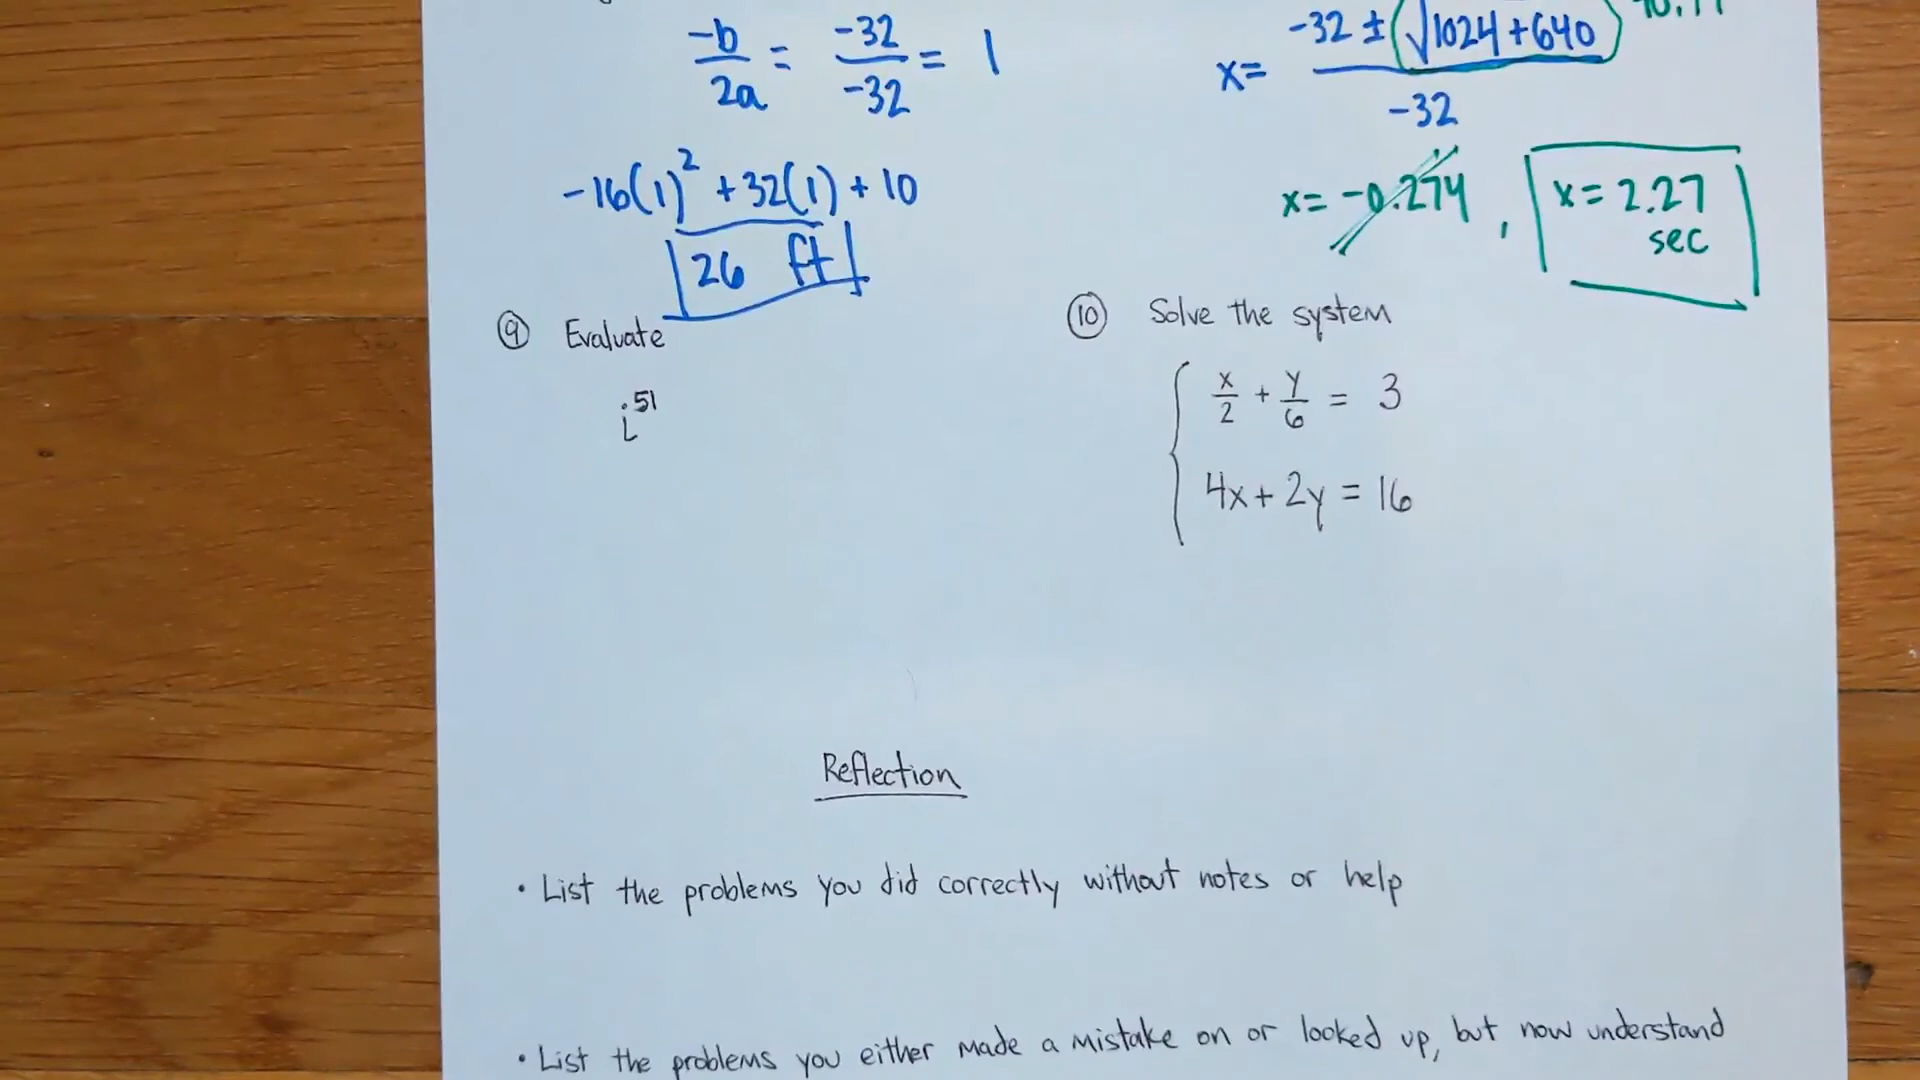 -b/2a = -32/-32 = 1
-16(1)² + 32(1) + 10
26 ft
x = (-32 ± √1024 + 640)/-32
x = -0.274 , x = 2.27
sec
⑨ Evaluate
i⁵¹
⑩ Solve the system
x/2 + y/6 = 3
4x + 2y = 16
Reflection
• List the problems you did correctly without notes or help
• List the problems you either made a mistake on or looked up, but now understand